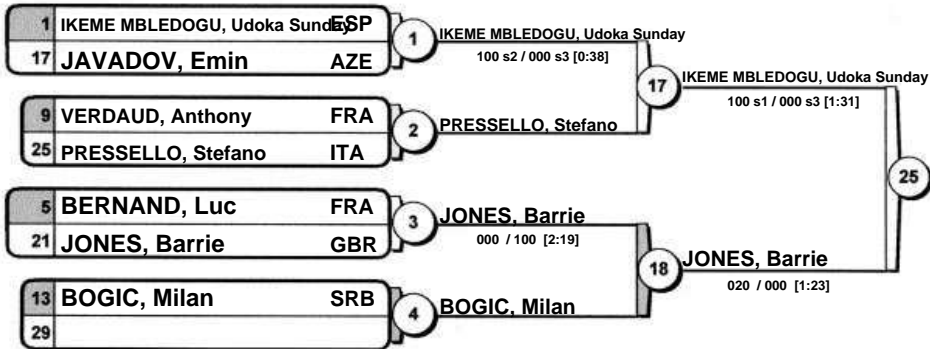 1 IKEME MBLEDOGU, Udoka Sunday ESP
17 JAVADOV, Emin AZE
1
IKEME MBLEDOGU, Udoka Sunday
100 s2 / 000 s3 [0:38]
9 VERDAUD, Anthony FRA
25 PRESSELLO, Stefano ITA
2
PRESSELLO, Stefano
17
IKEME MBLEDOGU, Udoka Sunday
100 s1 / 000 s3 [1:31]
5 BERNAND, Luc FRA
21 JONES, Barrie GBR
3
JONES, Barrie
000 / 100 [2:19]
13 BOGIC, Milan SRB
29
4
BOGIC, Milan
18
JONES, Barrie
020 / 000 [1:23]
25